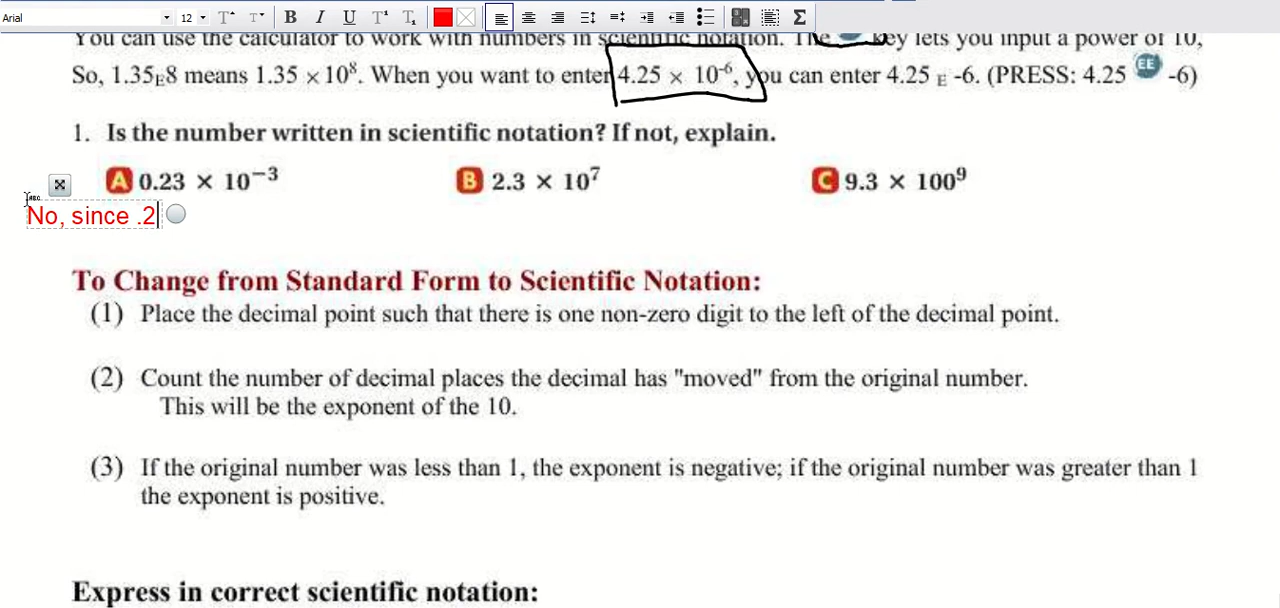 Arial 12 T T B I U T¹ T₁ Σ
You can use the calculator to work with numbers in scientific notation. The key lets you input a power of 10,
So, 1.35ᴇ8 means 1.35 × 10⁸. When you want to enter 4.25 × 10⁻⁶, you can enter 4.25 ᴇ -6. (PRESS: 4.25 EE -6)
1. Is the number written in scientific notation? If not, explain.
A 0.23 × 10⁻³ B 2.3 × 10⁷ C 9.3 × 100⁹
No, since .2
To Change from Standard Form to Scientific Notation:
(1) Place the decimal point such that there is one non-zero digit to the left of the decimal point.
(2) Count the number of decimal places the decimal has "moved" from the original number.
This will be the exponent of the 10.
(3) If the original number was less than 1, the exponent is negative; if the original number was greater than 1
the exponent is positive.
Express in correct scientific notation: